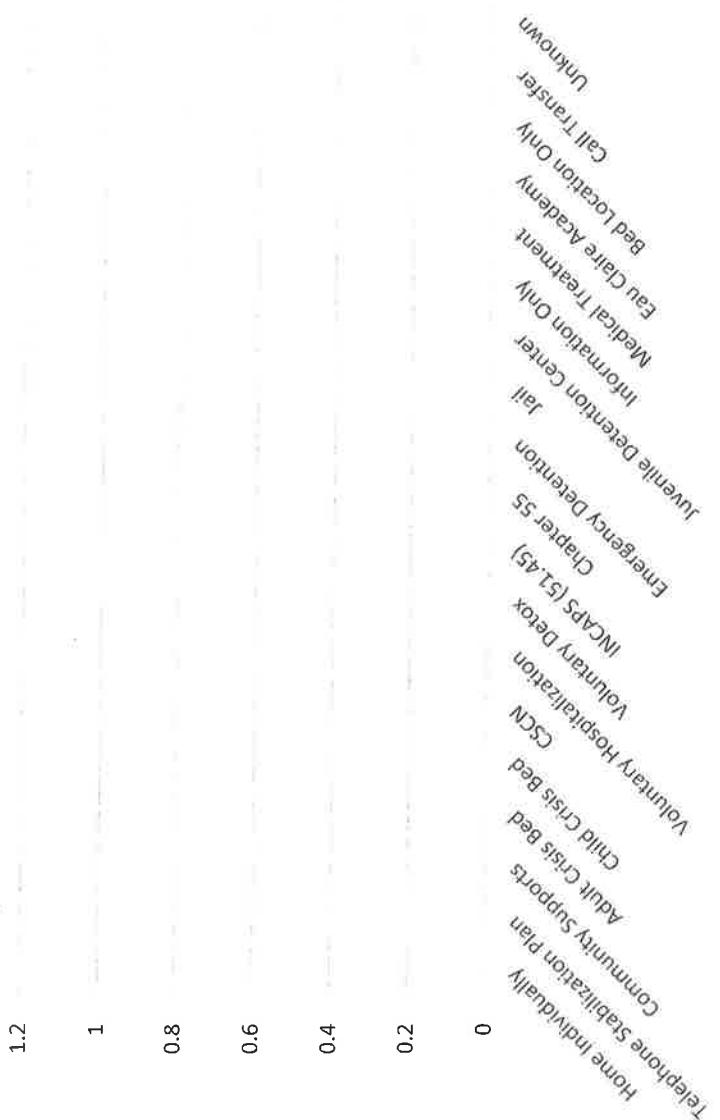 1.2
1
0.8
0.6
0.4
0.2
0
Home Individually
Telephone Stabilization Plan
Community Supports
Adult Crisis Bed
Child Crisis Bed
CSCN
Voluntary Hospitalization
Voluntary Detox
INCAPS (51.45)
Chapter 55
Emergency Detention
Jail
Juvenile Detention Center
Information Only
Medical Treatment
Eau Claire Academy
Bed Location Only
Call Transfer
Unknown